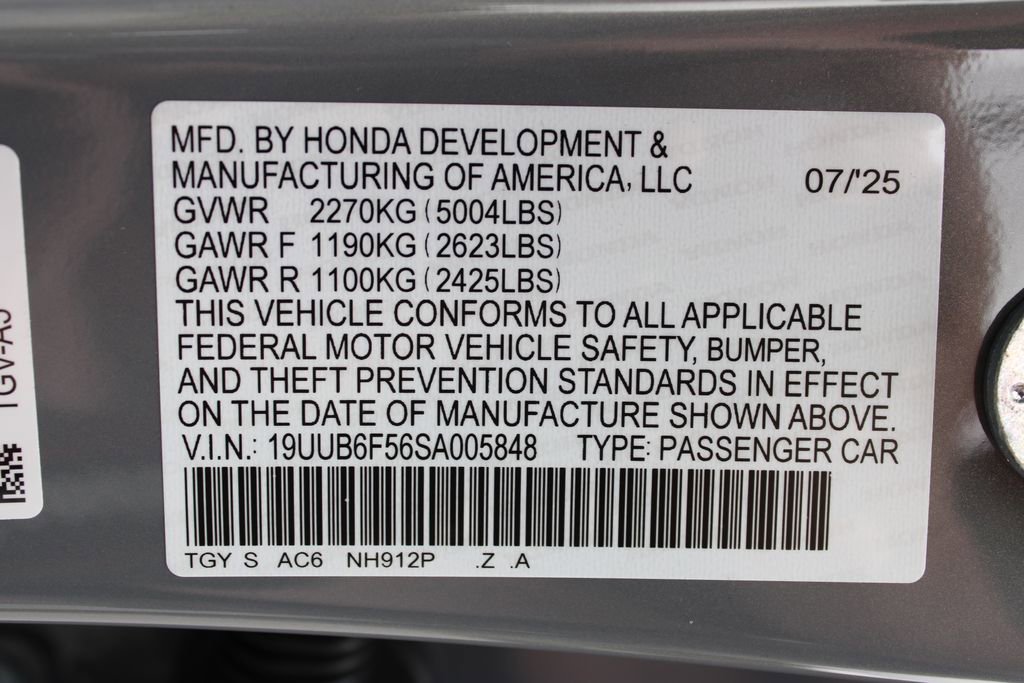 MFD. BY HONDA DEVELOPMENT &
MANUFACTURING OF AMERICA, LLC 07/'25
GVWR 2270KG (5004LBS)
GAWR F 1190KG (2623LBS)
GAWR R 1100KG (2425LBS)
THIS VEHICLE CONFORMS TO ALL APPLICABLE
FEDERAL MOTOR VEHICLE SAFETY, BUMPER,
AND THEFT PREVENTION STANDARDS IN EFFECT
ON THE DATE OF MANUFACTURE SHOWN ABOVE.
V.I.N.: 19UUB6F56SA005848 TYPE: PASSENGER CAR
TGY S AC6 NH912P .Z .A